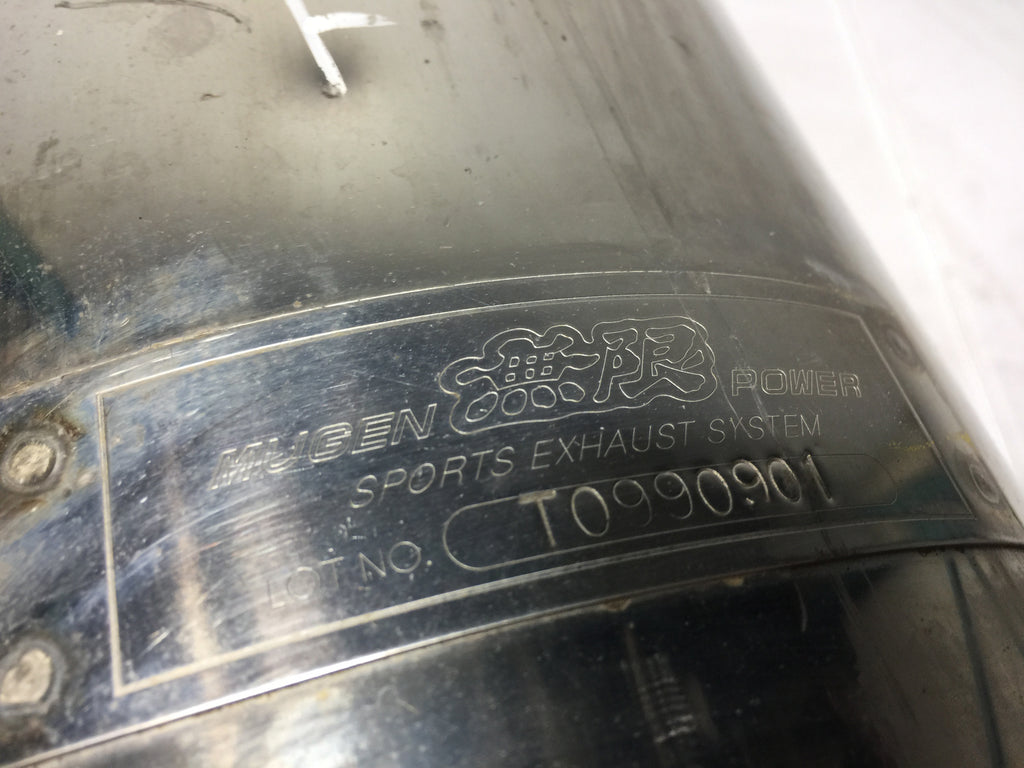 MUGEN 無限 POWER
SPORTS EXHAUST SYSTEM
LOT NO. T0990901